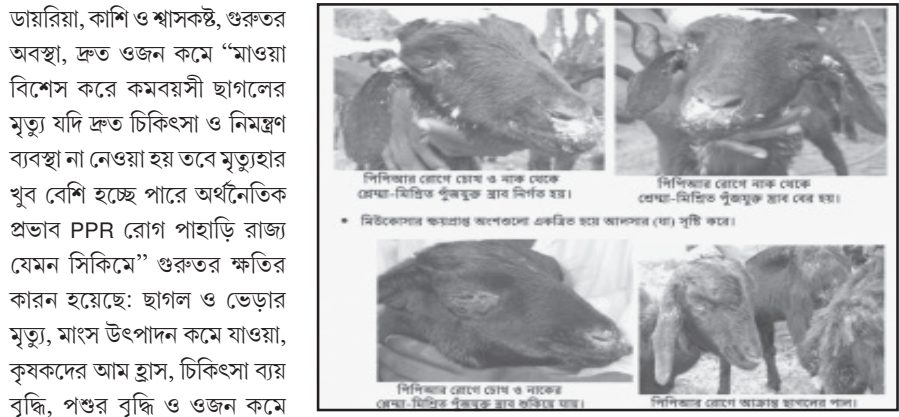 ডায়রিয়া, কাশি ও শ্বাসকষ্ট, গুরুতর
অবস্থা, দ্রুত ওজন কমে “মাওয়া
বিশেস করে কমবয়সী ছাগলের
মৃত্যু যদি দ্রুত চিকিৎসা ও নিমন্ত্রণ
ব্যবস্থা না নেওয়া হয় তবে মৃত্যুহার
খুব বেশি হচ্ছে পারে অর্থনৈতিক
প্রভাব PPR রোগ পাহাড়ি রাজ্য
যেমন সিকিমে” গুরুতর ক্ষতির
কারন হয়েছে: ছাগল ও ভেড়ার
মৃত্যু, মাংস উৎপাদন কমে যাওয়া,
কৃষকদের আম হ্রাস, চিকিৎসা ব্যয়
বৃদ্ধি, পশুর বৃদ্ধি ও ওজন কমে
পিপিআর রোগে চোখ ও নাক থেকে
শ্লেষ্মা-মিশ্রিত পুঁজযুক্ত স্রাব নির্গত হয়।
পিপিআর রোগে নাক থেকে
শ্লেষ্মা-মিশ্রিত পুঁজযুক্ত স্রাব বের হয়।
• মিউকোসার ক্ষয়প্রাপ্ত অংশগুলো একত্রিত হয়ে আলসার (ঘা) সৃষ্টি করে।
পিপিআর রোগে চোখ ও নাকের
শ্লেষ্মা-মিশ্রিত পুঁজযুক্ত স্রাব শুকিয়ে যায়।
পিপিআর রোগে আক্রান্ত ছাগলের পাল।